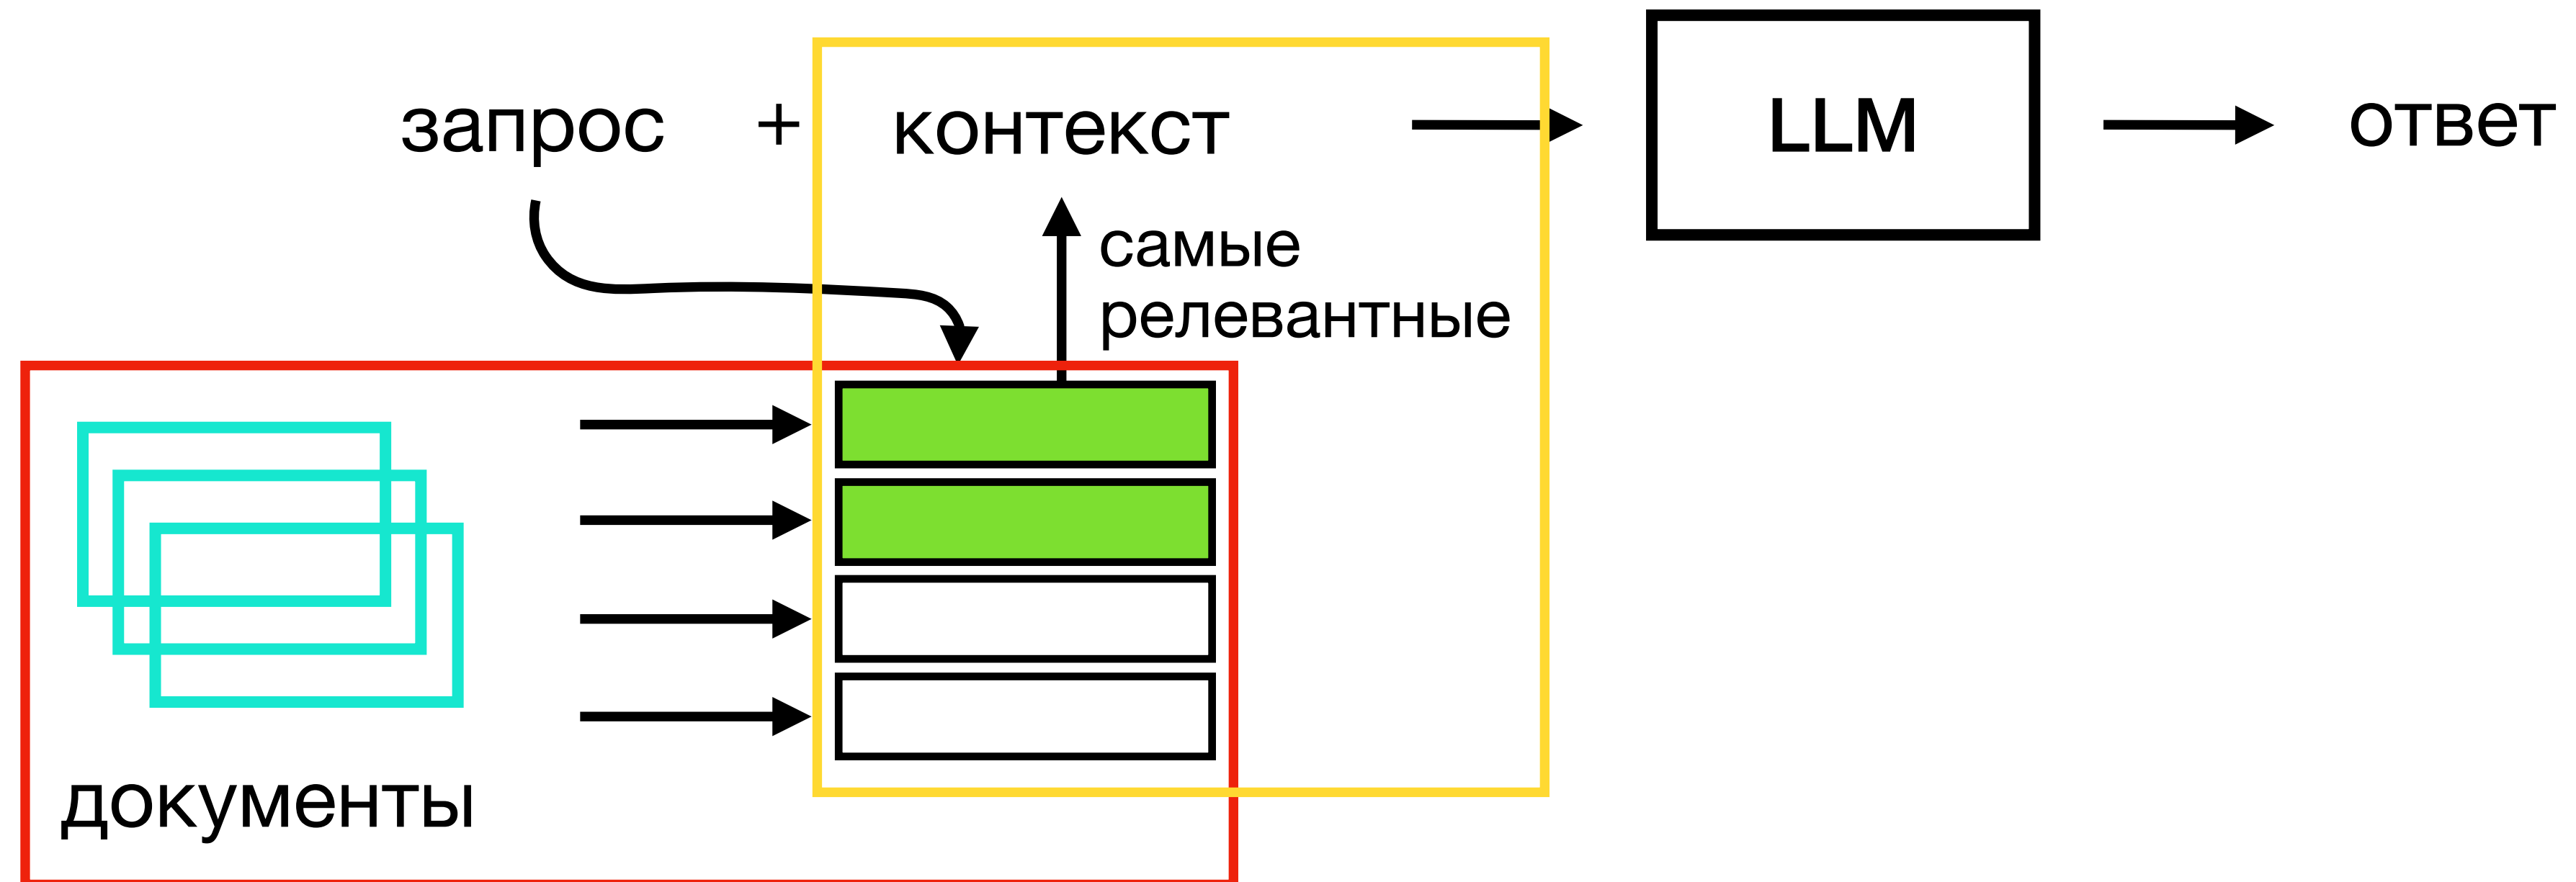 запрос + контекст
LLM
ответ
самые
релевантные
документы